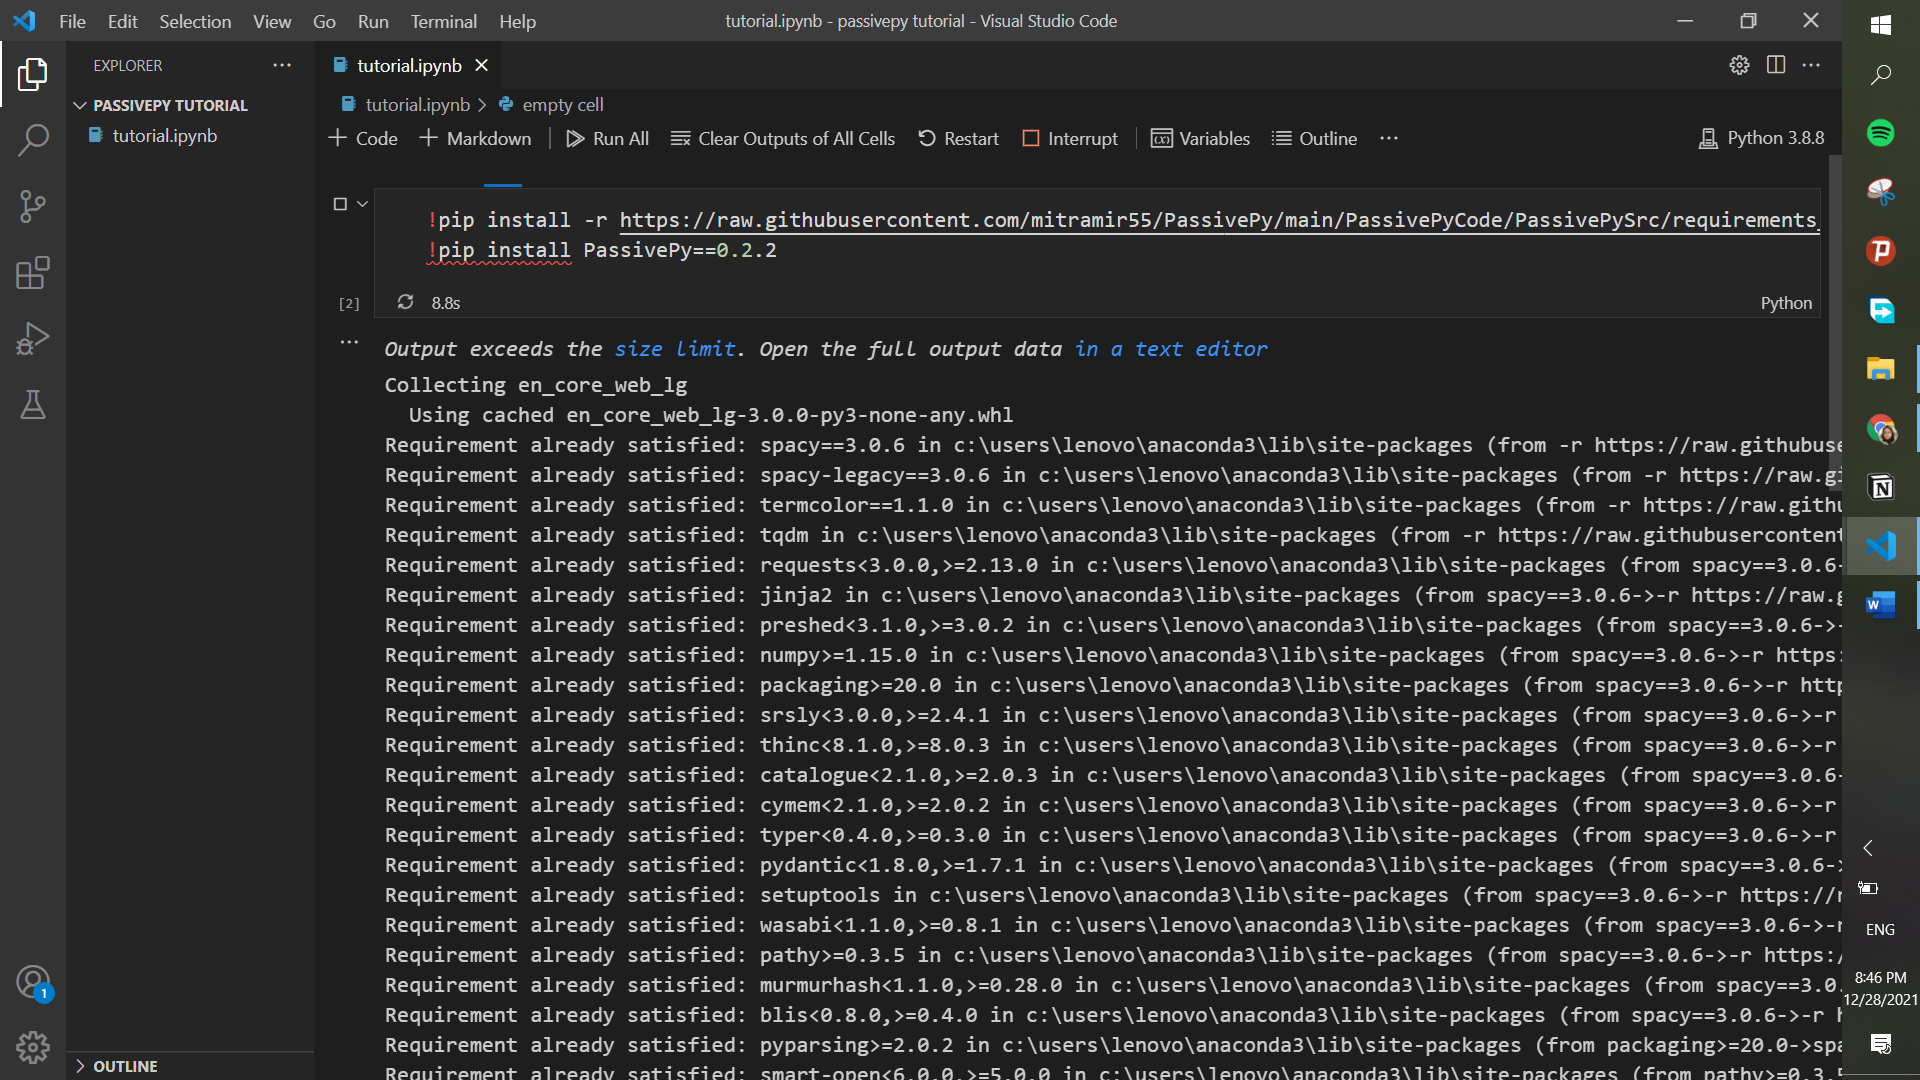 File Edit Selection View Go Run Terminal Help
tutorial.ipynb - passivepy tutorial - Visual Studio Code
EXPLORER
PASSIVEPY TUTORIAL
tutorial.ipynb
OUTLINE
tutorial.ipynb
tutorial.ipynb > empty cell
+ Code + Markdown Run All Clear Outputs of All Cells Restart Interrupt Variables Outline ...
Python 3.8.8
!pip install -r https://raw.githubusercontent.com/mitramir55/PassivePy/main/PassivePyCode/PassivePySrc/requirements_
!pip install PassivePy==0.2.2
[2] 8.8s
Python
Output exceeds the size limit. Open the full output data in a text editor
Collecting en_core_web_lg
Using cached en_core_web_lg-3.0.0-py3-none-any.whl
Requirement already satisfied: spacy==3.0.6 in c:\users\lenovo\anaconda3\lib\site-packages (from -r https://raw.githubuse
Requirement already satisfied: spacy-legacy==3.0.6 in c:\users\lenovo\anaconda3\lib\site-packages (from -r https://raw.gi
Requirement already satisfied: termcolor==1.1.0 in c:\users\lenovo\anaconda3\lib\site-packages (from -r https://raw.githu
Requirement already satisfied: tqdm in c:\users\lenovo\anaconda3\lib\site-packages (from -r https://raw.githubusercontent
Requirement already satisfied: requests<3.0.0,>=2.13.0 in c:\users\lenovo\anaconda3\lib\site-packages (from spacy==3.0.6-
Requirement already satisfied: jinja2 in c:\users\lenovo\anaconda3\lib\site-packages (from spacy==3.0.6->-r https://raw.g
Requirement already satisfied: preshed<3.1.0,>=3.0.2 in c:\users\lenovo\anaconda3\lib\site-packages (from spacy==3.0.6->-
Requirement already satisfied: numpy>=1.15.0 in c:\users\lenovo\anaconda3\lib\site-packages (from spacy==3.0.6->-r https:
Requirement already satisfied: packaging>=20.0 in c:\users\lenovo\anaconda3\lib\site-packages (from spacy==3.0.6->-r http
Requirement already satisfied: srsly<3.0.0,>=2.4.1 in c:\users\lenovo\anaconda3\lib\site-packages (from spacy==3.0.6->-r
Requirement already satisfied: thinc<8.1.0,>=8.0.3 in c:\users\lenovo\anaconda3\lib\site-packages (from spacy==3.0.6->-r
Requirement already satisfied: catalogue<2.1.0,>=2.0.3 in c:\users\lenovo\anaconda3\lib\site-packages (from spacy==3.0.6-
Requirement already satisfied: cymem<2.1.0,>=2.0.2 in c:\users\lenovo\anaconda3\lib\site-packages (from spacy==3.0.6->-r
Requirement already satisfied: typer<0.4.0,>=0.3.0 in c:\users\lenovo\anaconda3\lib\site-packages (from spacy==3.0.6->-r
Requirement already satisfied: pydantic<1.8.0,>=1.7.1 in c:\users\lenovo\anaconda3\lib\site-packages (from spacy==3.0.6->
Requirement already satisfied: setuptools in c:\users\lenovo\anaconda3\lib\site-packages (from spacy==3.0.6->-r https://r
Requirement already satisfied: wasabi<1.1.0,>=0.8.1 in c:\users\lenovo\anaconda3\lib\site-packages (from spacy==3.0.6->-r
Requirement already satisfied: pathy>=0.3.5 in c:\users\lenovo\anaconda3\lib\site-packages (from spacy==3.0.6->-r https:/
Requirement already satisfied: murmurhash<1.1.0,>=0.28.0 in c:\users\lenovo\anaconda3\lib\site-packages (from spacy==3.0.
Requirement already satisfied: blis<0.8.0,>=0.4.0 in c:\users\lenovo\anaconda3\lib\site-packages (from spacy==3.0.6->-r h
Requirement already satisfied: pyparsing>=2.0.2 in c:\users\lenovo\anaconda3\lib\site-packages (from packaging>=20.0->spa
Requirement already satisfied: smart-open<6.0.0,>=5.0.0 in c:\users\lenovo\anaconda3\lib\site-packages (from pathy>=0.3.5
1
ENG
8:46 PM
12/28/2021